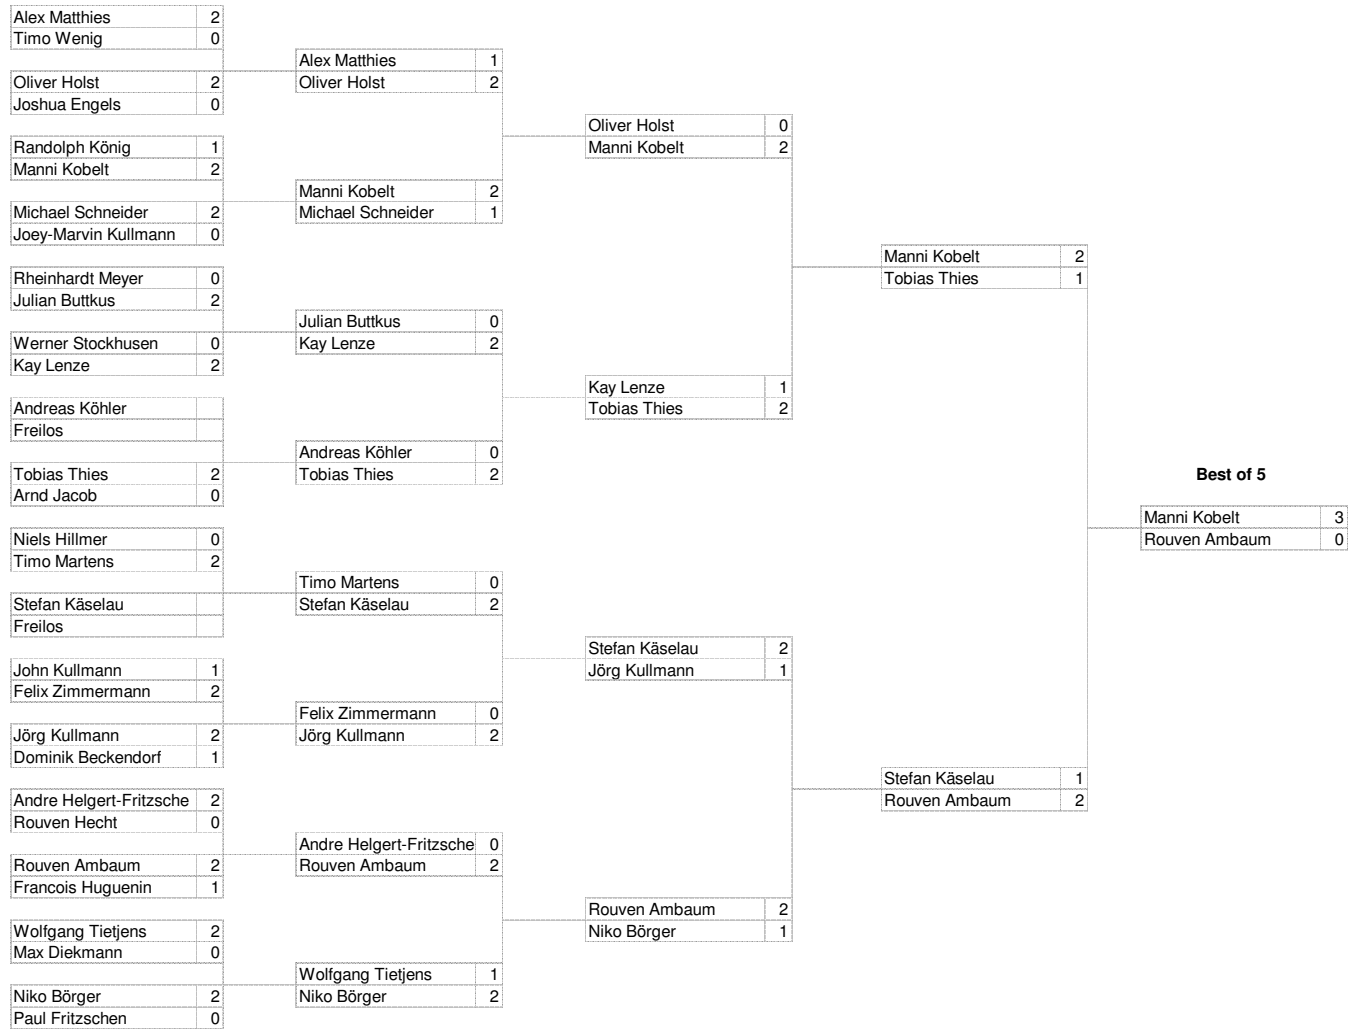 Alex Matthies 2
Timo Wenig 0
Oliver Holst 2
Joshua Engels 0
Randolph König 1
Manni Kobelt 2
Michael Schneider 2
Joey-Marvin Kullmann 0
Rheinhardt Meyer 0
Julian Buttkus 2
Werner Stockhusen 0
Kay Lenze 2
Andreas Köhler
Freilos
Tobias Thies 2
Arnd Jacob 0
Niels Hillmer 0
Timo Martens 2
Stefan Käselau
Freilos
John Kullmann 1
Felix Zimmermann 2
Jörg Kullmann 2
Dominik Beckendorf 1
Andre Helgert-Fritzsche 2
Rouven Hecht 0
Rouven Ambaum 2
Francois Huguenin 1
Wolfgang Tietjens 2
Max Diekmann 0
Niko Börger 2
Paul Fritzschen 0
Alex Matthies 1
Oliver Holst 2
Manni Kobelt 2
Michael Schneider 1
Julian Buttkus 0
Kay Lenze 2
Andreas Köhler 0
Tobias Thies 2
Timo Martens 0
Stefan Käselau 2
Felix Zimmermann 0
Jörg Kullmann 2
Andre Helgert-Fritzsche 0
Rouven Ambaum 2
Wolfgang Tietjens 1
Niko Börger 2
Oliver Holst 0
Manni Kobelt 2
Kay Lenze 1
Tobias Thies 2
Stefan Käselau 2
Jörg Kullmann 1
Rouven Ambaum 2
Niko Börger 1
Manni Kobelt 2
Tobias Thies 1
Stefan Käselau 1
Rouven Ambaum 2
Best of 5
Manni Kobelt 3
Rouven Ambaum 0